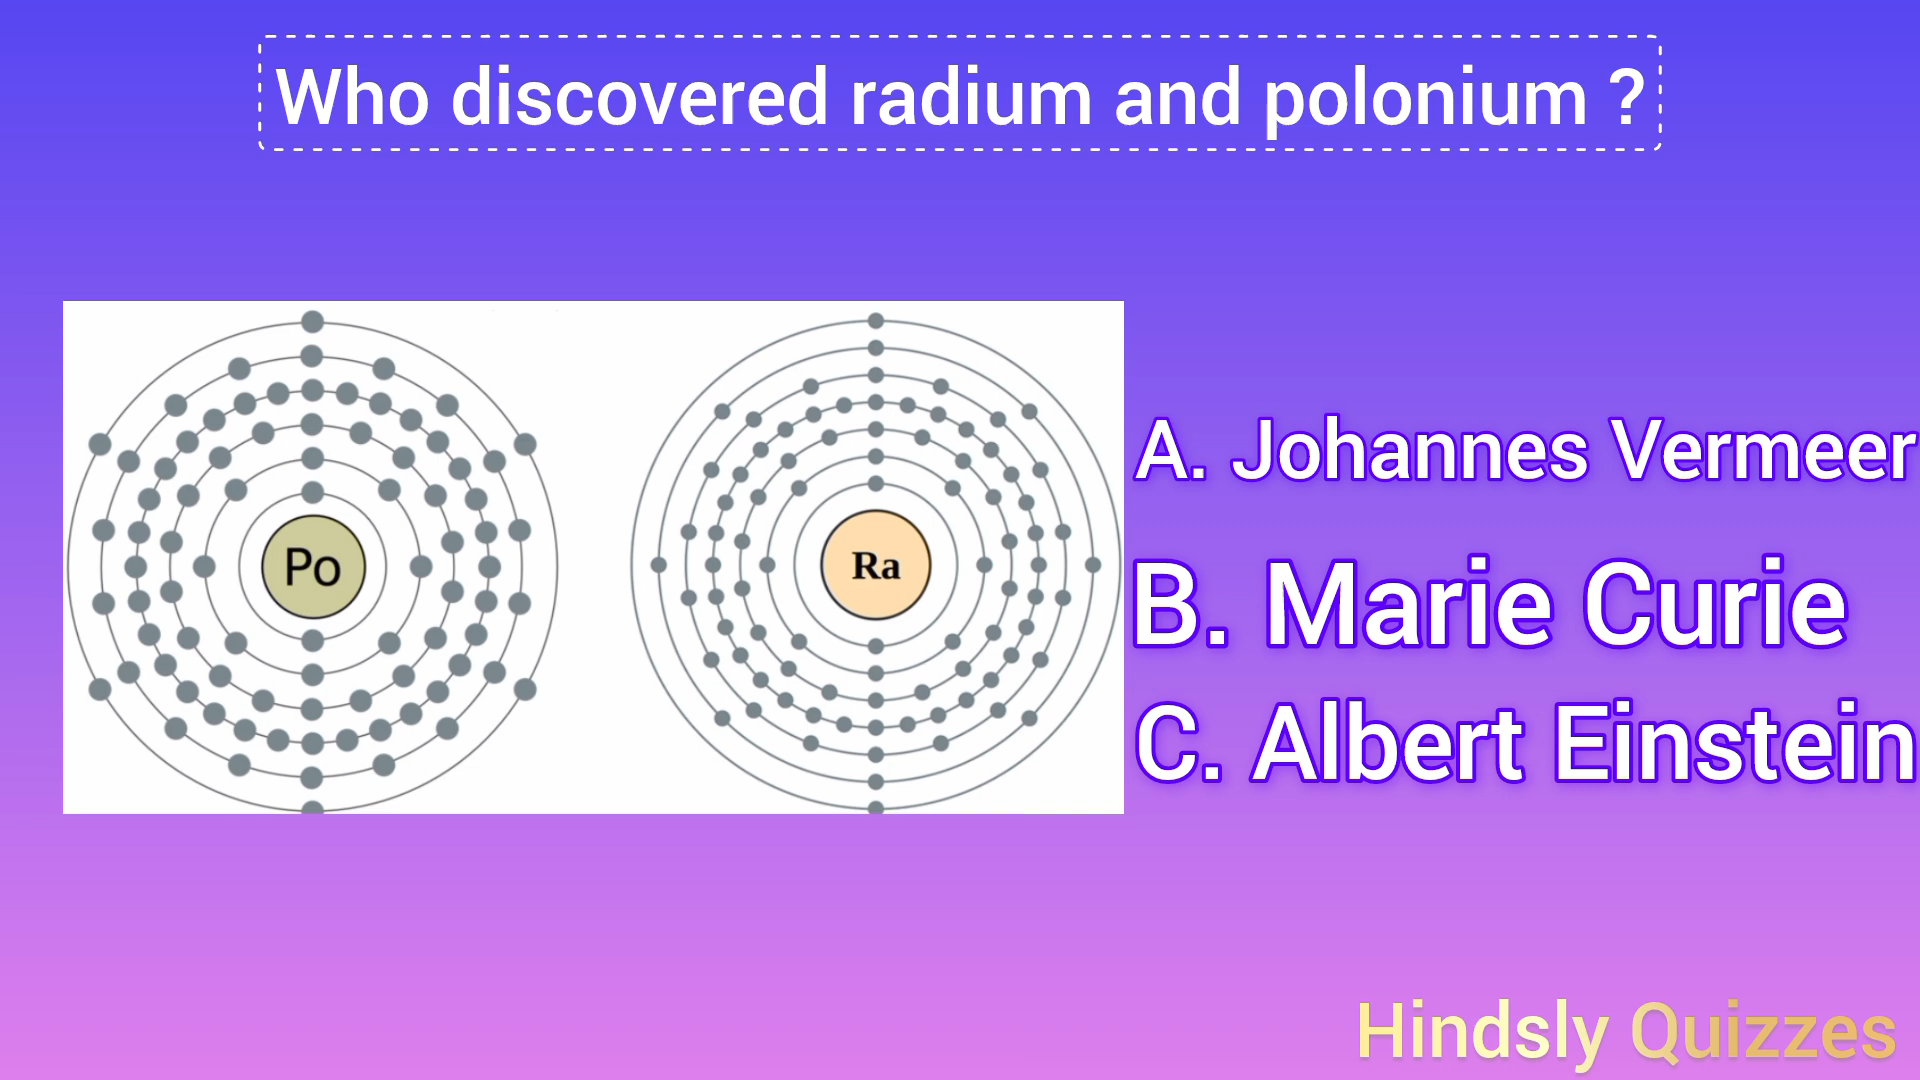 Who discovered radium and polonium ?
Po
Ra
A. Johannes Vermeer
B. Marie Curie
C. Albert Einstein
Hindsly Quizzes